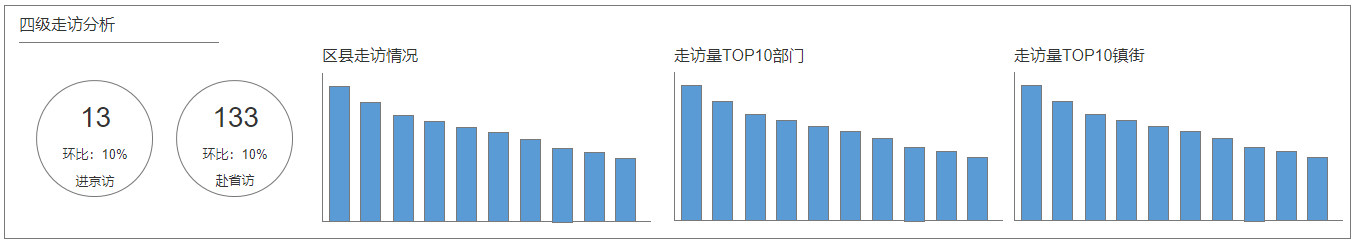 四级走访分析
13
环比：10%
进京访
133
环比：10%
赴省访
区县走访情况
走访量TOP10部门
走访量TOP10镇街